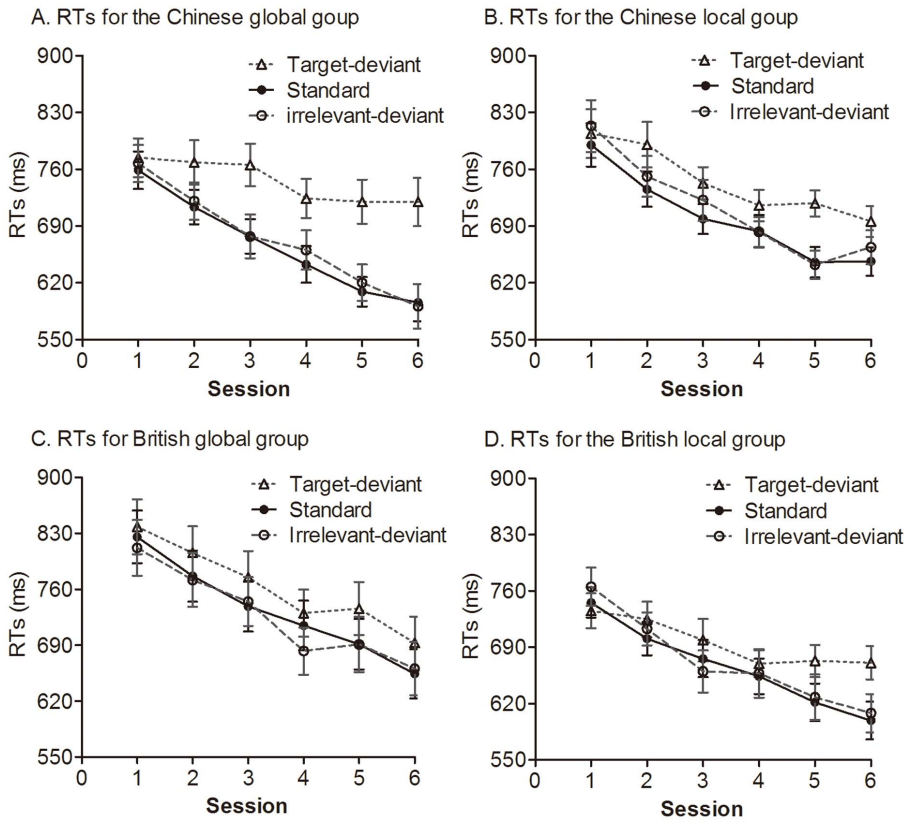 A. RTs for the Chinese global goup
900
830
760
690
620
550
RTs (ms)
Target-deviant
Standard
irrelevant-deviant
0 1 2 3 4 5 6
Session
B. RTs for the Chinese local group
900
830
760
690
620
550
RTs (ms)
Target-deviant
Standard
Irrelevant-deviant
0 1 2 3 4 5 6
Session
C. RTs for British global group
900
830
760
690
620
550
RTs (ms)
Target-deviant
Standard
Irrelevant-deviant
0 1 2 3 4 5 6
Session
D. RTs for the British local group
900
830
760
690
620
550
RTs (ms)
Target-deviant
Standard
Irrelevant-deviant
0 1 2 3 4 5 6
Session